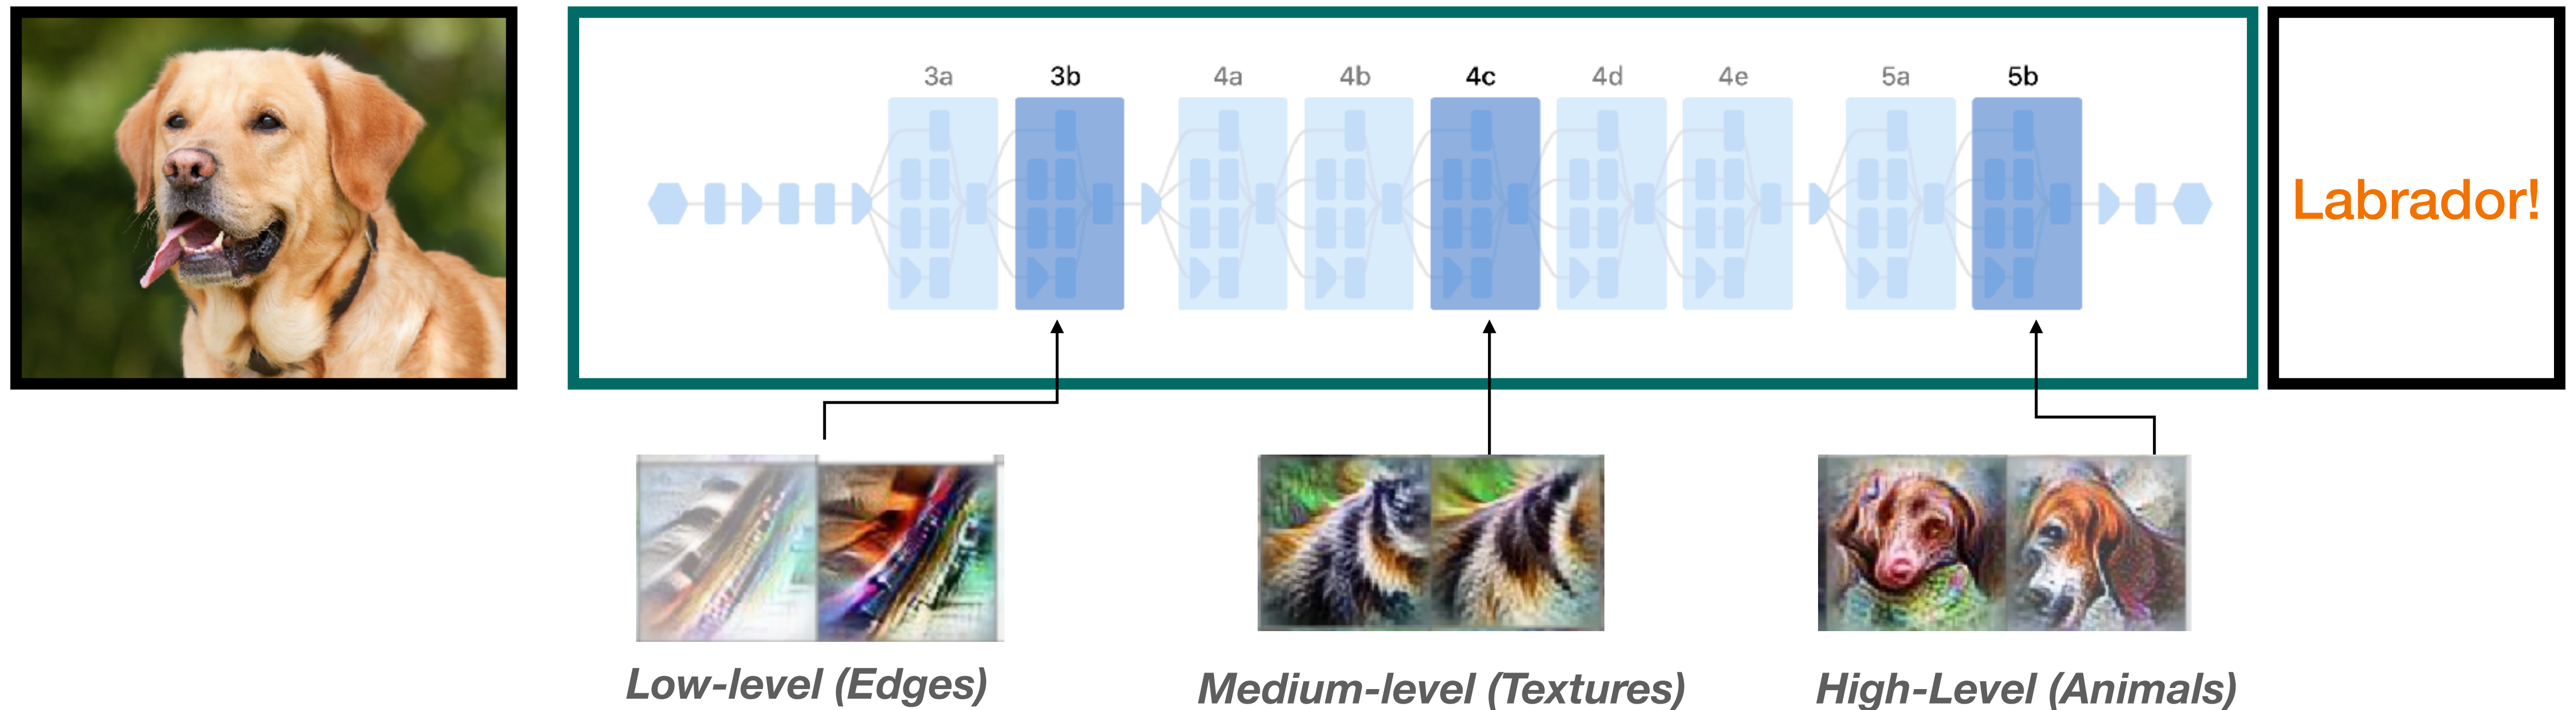 3a 3b 4a 4b 4c 4d 4e 5a 5b
Labrador!
Low-level (Edges)
Medium-level (Textures)
High-Level (Animals)